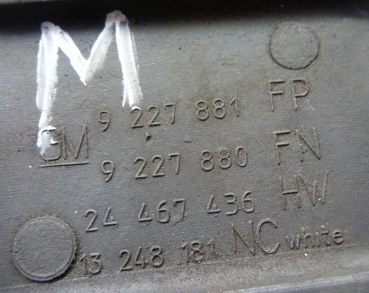 M
9 227 881 FP
GM
9 227 880 FN
24 467 436 HW
13 248 181 NC white